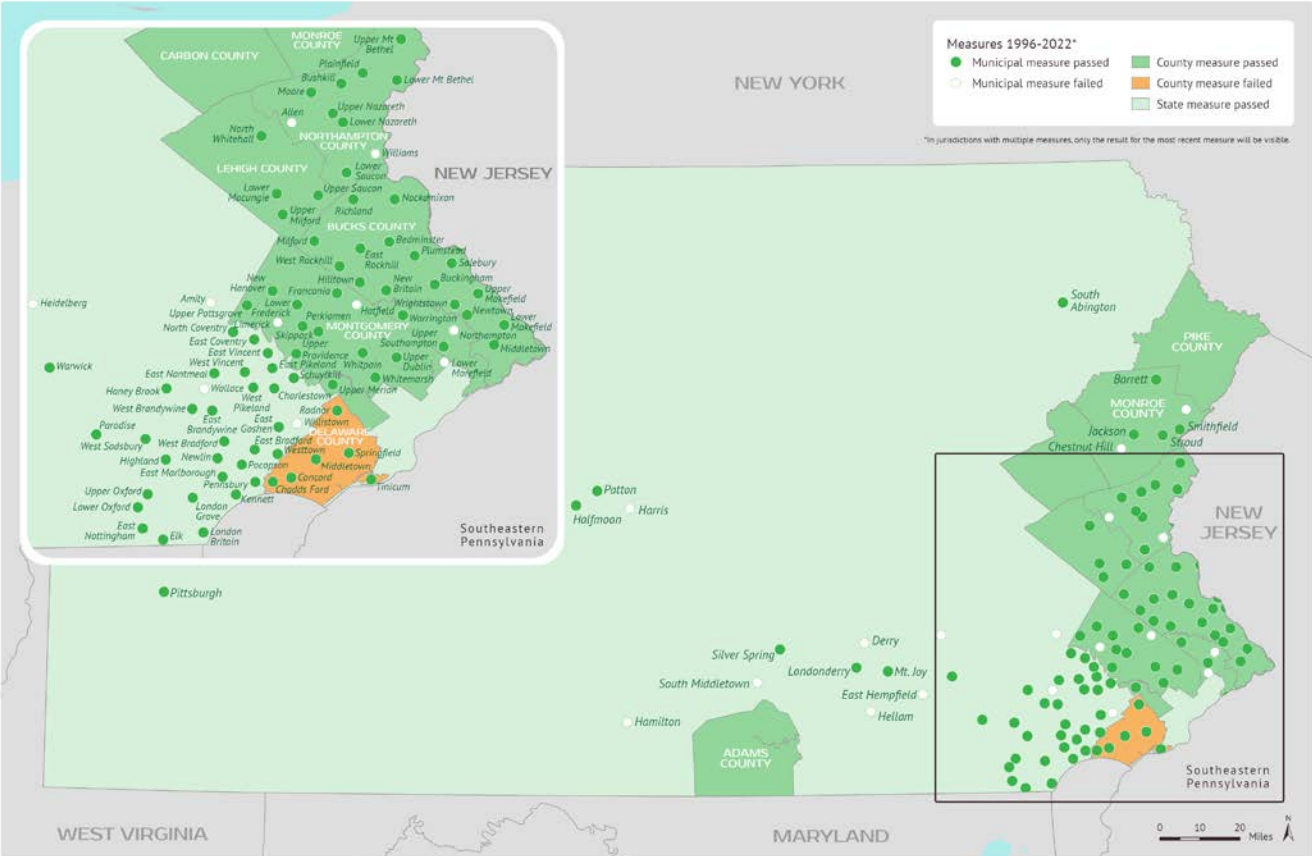 Measures 1996-2022*
Municipal measure passed
Municipal measure failed
County measure passed
County measure failed
State measure passed
*In jurisdictions with multiple measures, only the result for the most recent measure will be visible.
NEW YORK
NEW JERSEY
CARBON COUNTY
MONROE
COUNTY
Upper Mt
Bethel
Plainfield
Bushkill
Lower Mt Bethel
Moore
Allen
Upper Nazareth
Lower Nazareth
North
Whitehall
NORTHAMPTON
COUNTY
Williams
LEHIGH COUNTY
Lower
Saucon
Lower
Macungie
Upper Saucon
Nockamixon
Upper
Milford
Richland
BUCKS COUNTY
Milford
Bedminster
East
Rockhill
Plumstead
West Rockhill
Solebury
Hilltown
New
Britain
Buckingham
New
Hanover
Franconia
Upper
Makefield
Heidelberg
Amity
Lower
Frederick
Wrightstown
Newtown
Upper Pottsgrove
Perkiomen
Hatfield
Warrington
Lower
Makefield
North Coventry
Limerick
Skippack
MONTGOMERY
COUNTY
Upper
Southampton
Northampton
East Coventry
Middletown
East Vincent
Upper
Providence
Whitpain
Upper
Dublin
Lower
Moreland
West Vincent
East Pikeland
Warwick
East Nantmeal
Schuylkill
Whitemarsh
Honey Brook
Wallace
West
Pikeland
Charlestown
Upper Merion
West Brandywine
East
Brandywine
East
Goshen
Radnor
Willistown
DELAWARE
COUNTY
Paradise
West Sadsbury
West Bradford
East Bradford
Westtown
Springfield
Highland
Newlin
Pocopson
Middletown
East Marlborough
Concord
Pennsbury
Chadds Ford
Tinicum
Upper Oxford
Kennett
Lower Oxford
London
Grove
East
Nottingham
Elk
London
Britain
Southeastern
Pennsylvania
South
Abington
PIKE
COUNTY
Barrett
MONROE
COUNTY
Smithfield
Jackson
Stroud
Chestnut Hill
Patton
Halfmoon
Harris
NEW
JERSEY
Pittsburgh
Derry
Silver Spring
Londonderry
Mt. Joy
South Middletown
East Hempfield
Hellam
Hamilton
ADAMS
COUNTY
Southeastern
Pennsylvania
WEST VIRGINIA
MARYLAND
0 10 20 Miles
N